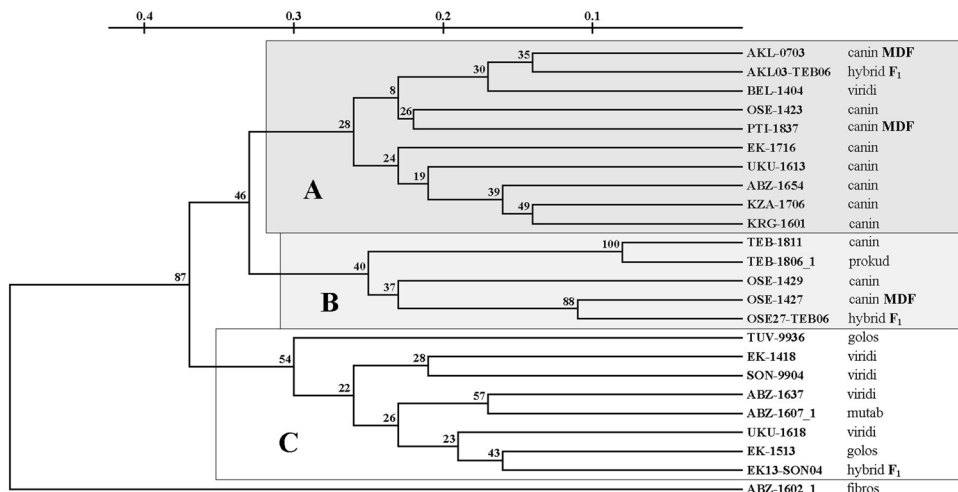 0.4 0.3 0.2 0.1
35 AKL-0703 canin MDF
30 AKL03-TEB06 hybrid F₁
8 BEL-1404 viridi
26 OSE-1423 canin
28 PTI-1837 canin MDF
24 EK-1716 canin
19 UKU-1613 canin
39 ABZ-1654 canin
46 A 49 KZA-1706 canin
KRG-1601 canin
100 TEB-1811 canin
40 TEB-1806_1 prokud
87 37 OSE-1429 canin
B 88 OSE-1427 canin MDF
OSE27-TEB06 hybrid F₁
TUV-9936 golos
54 28 EK-1418 viridi
SON-9904 viridi
22 57 ABZ-1637 viridi
26 ABZ-1607_1 mutab
23 UKU-1618 viridi
C 43 EK-1513 golos
EK13-SON04 hybrid F₁
ABZ-1602_1 fibros